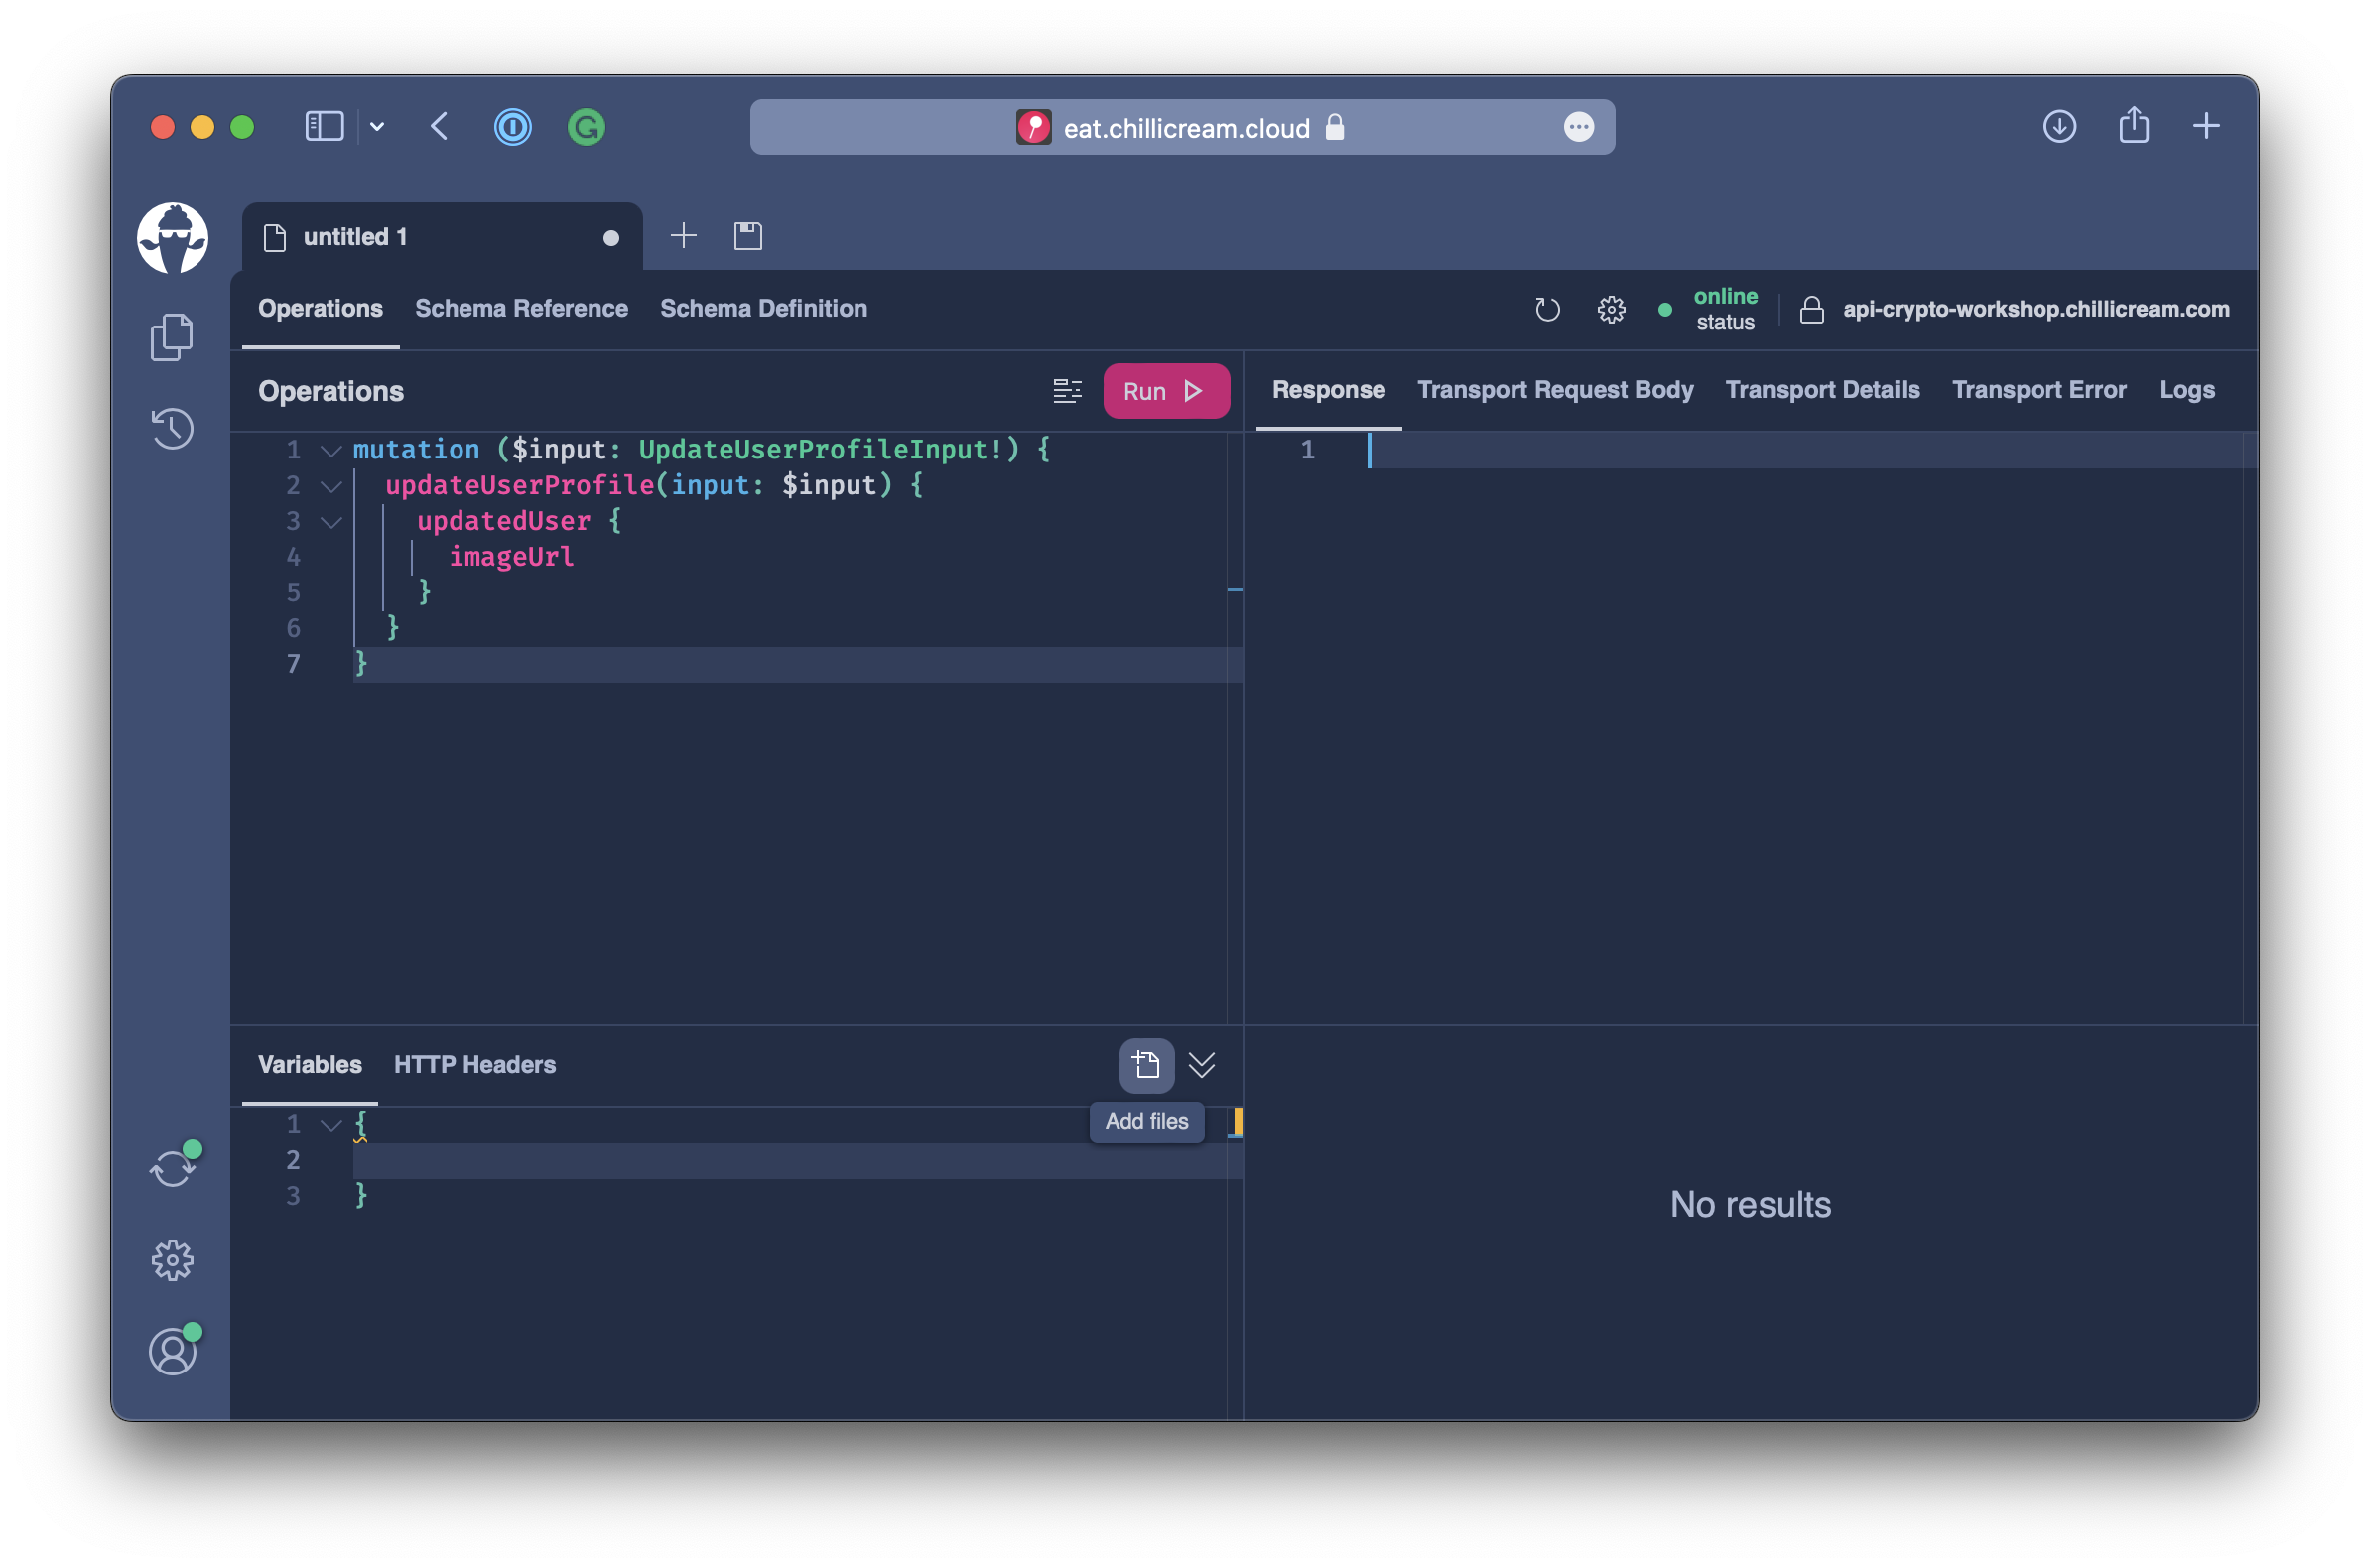 eat.chillicream.cloud
untitled 1
Operations Schema Reference Schema Definition
online
status
api-crypto-workshop.chillicream.com
Operations
Run
1 mutation ($input: UpdateUserProfileInput!) {
2 updateUserProfile(input: $input) {
3 updatedUser {
4 imageUrl
5 }
6 }
7 }
Response Transport Request Body Transport Details Transport Error Logs
1
Variables HTTP Headers
Add files
1 {
2
3 }
No results